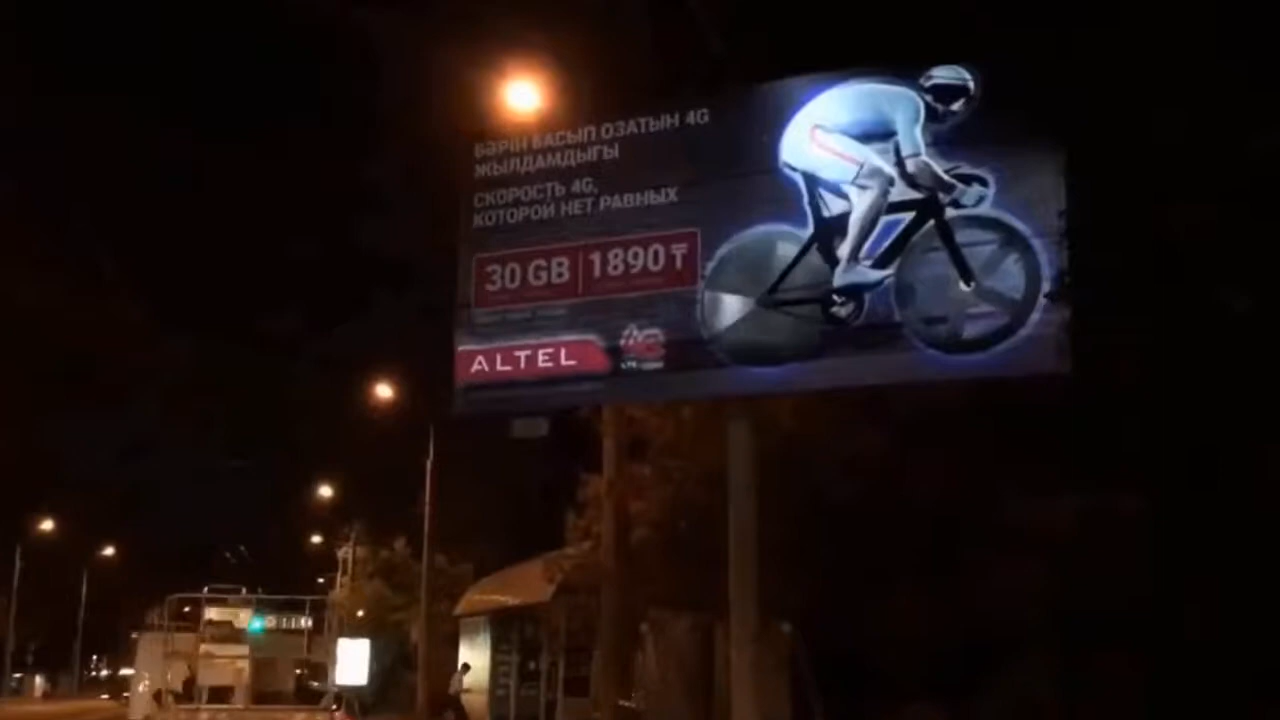 БӘРІН БАСЫП ОЗАТЫН 4G
ЖЫЛДАМДЫҒЫ
СКОРОСТЬ 4G,
КОТОРОЙ НЕТ РАВНЫХ
30 GB | 1890 ₸
ALTEL
4G